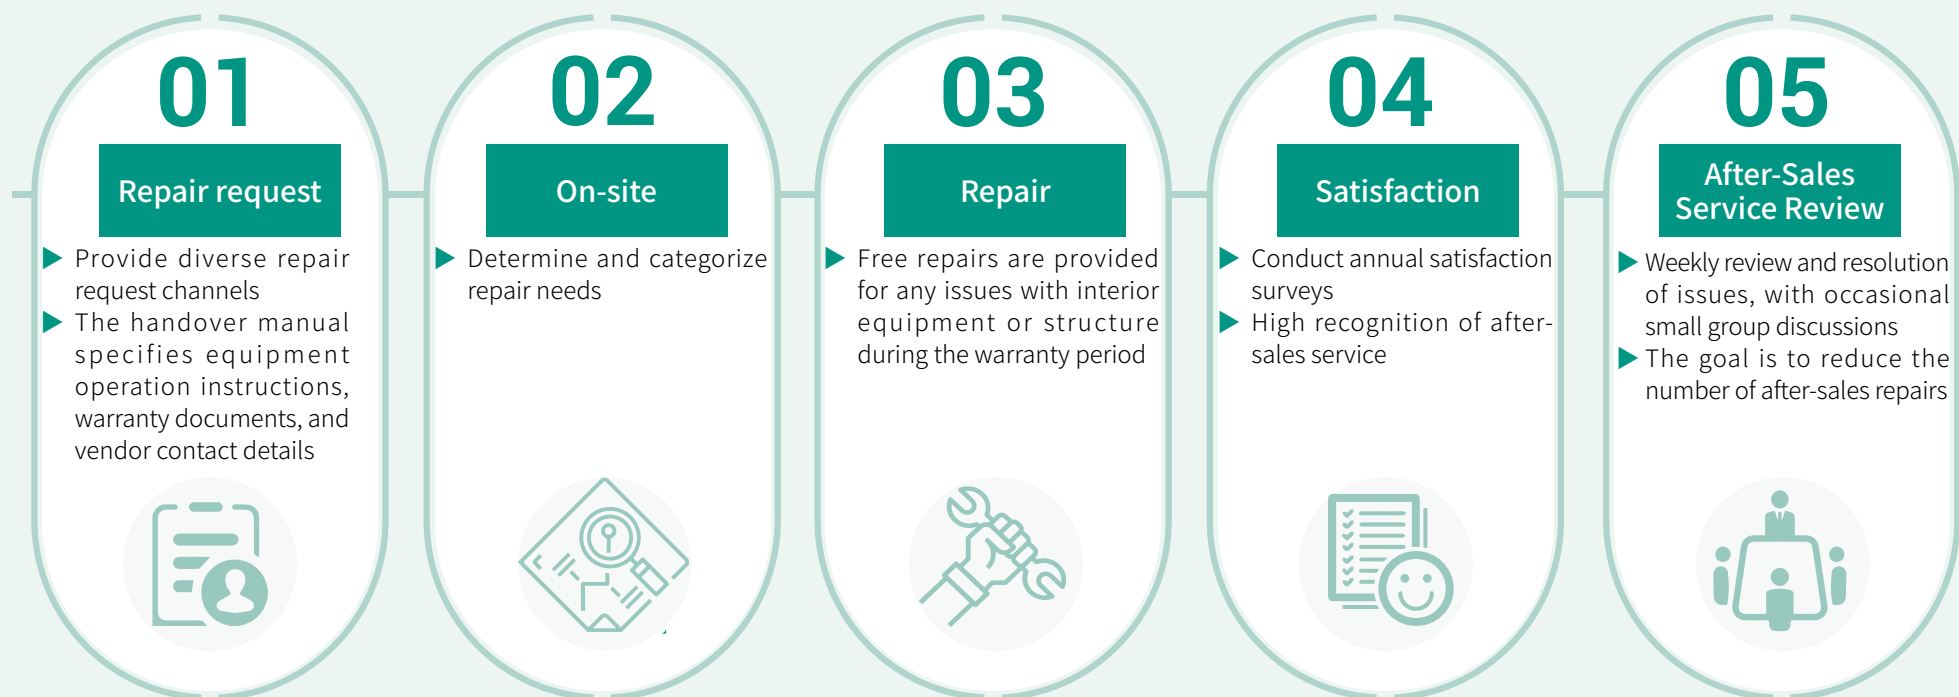 01
Repair request
Provide diverse repair
request channels
The handover manual
specifies equipment
operation instructions,
warranty documents, and
vendor contact details
02
On-site
Determine and categorize
repair needs
03
Repair
Free repairs are provided
for any issues with interior
equipment or structure
during the warranty period
04
Satisfaction
Conduct annual satisfaction
surveys
High recognition of after-
sales service
05
After-Sales
Service Review
Weekly review and resolution
of issues, with occasional
small group discussions
The goal is to reduce the
number of after-sales repairs